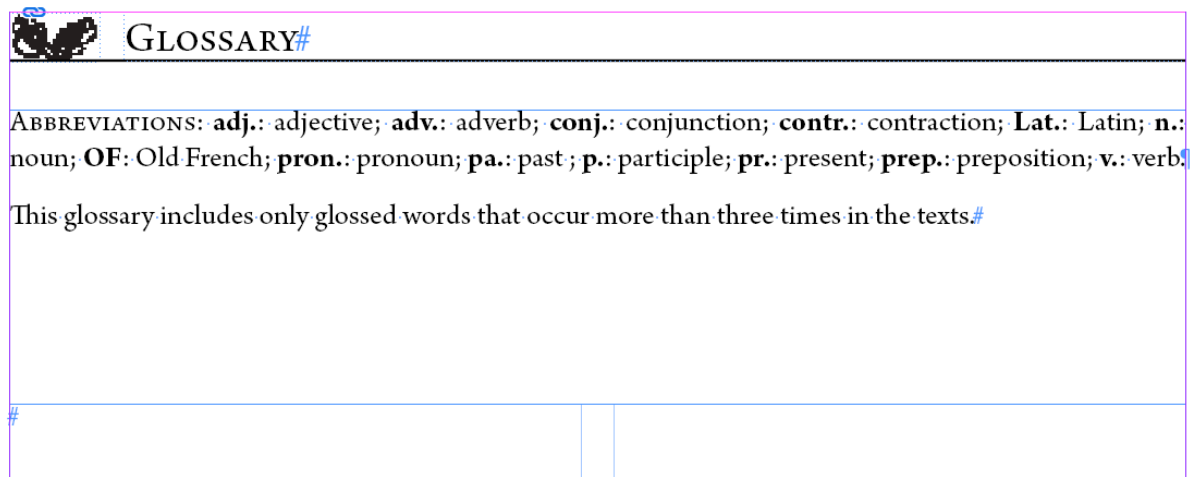 Glossary#
Abbreviations: adj.: adjective; adv.: adverb; conj.: conjunction; contr.: contraction; Lat.: Latin; n.:
noun; OF: Old French; pron.: pronoun; pa.: past ; p.: participle; pr.: present; prep.: preposition; v.: verb.¶
This glossary includes only glossed words that occur more than three times in the texts.#
#